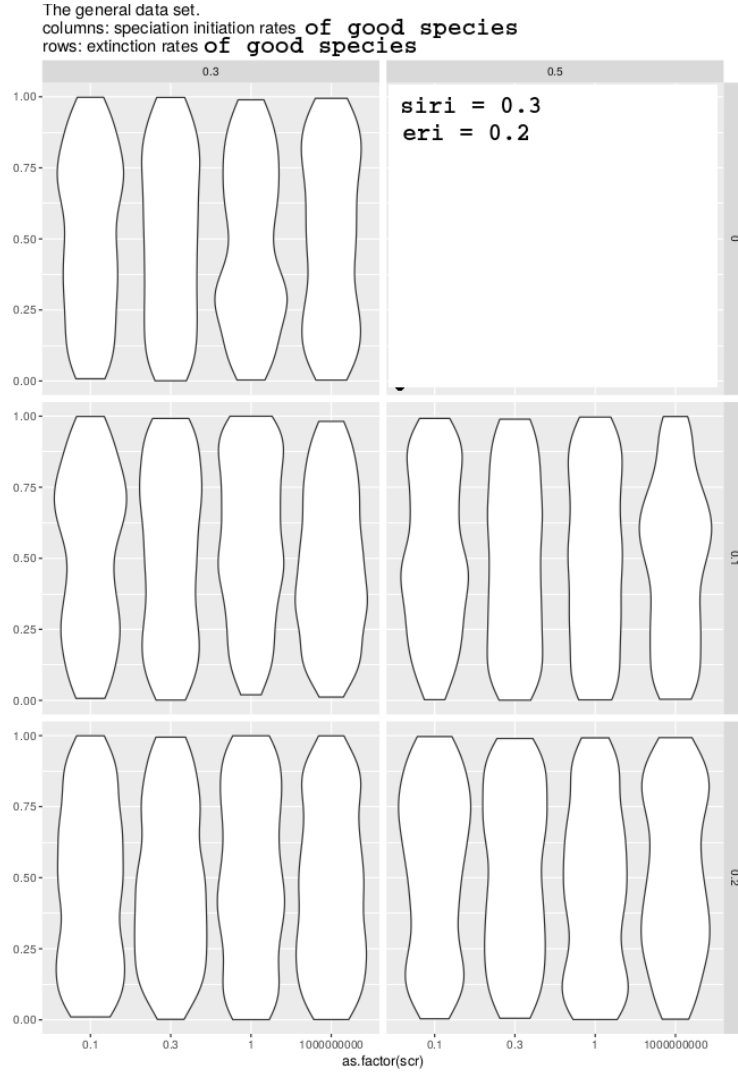 The general data set.
columns: speciation initiation rates of good species
rows: extinction rates of good species
0.3
0.5
siri = 0.3
eri = 0.2
1.00
0.75
0.50
0.25
0.00
0
1.00
0.75
0.50
0.25
0.00
0.1
1.00
0.75
0.50
0.25
0.00
0.2
0.1 0.3 1 1000000000
0.1 0.3 1 1000000000
as.factor(scr)